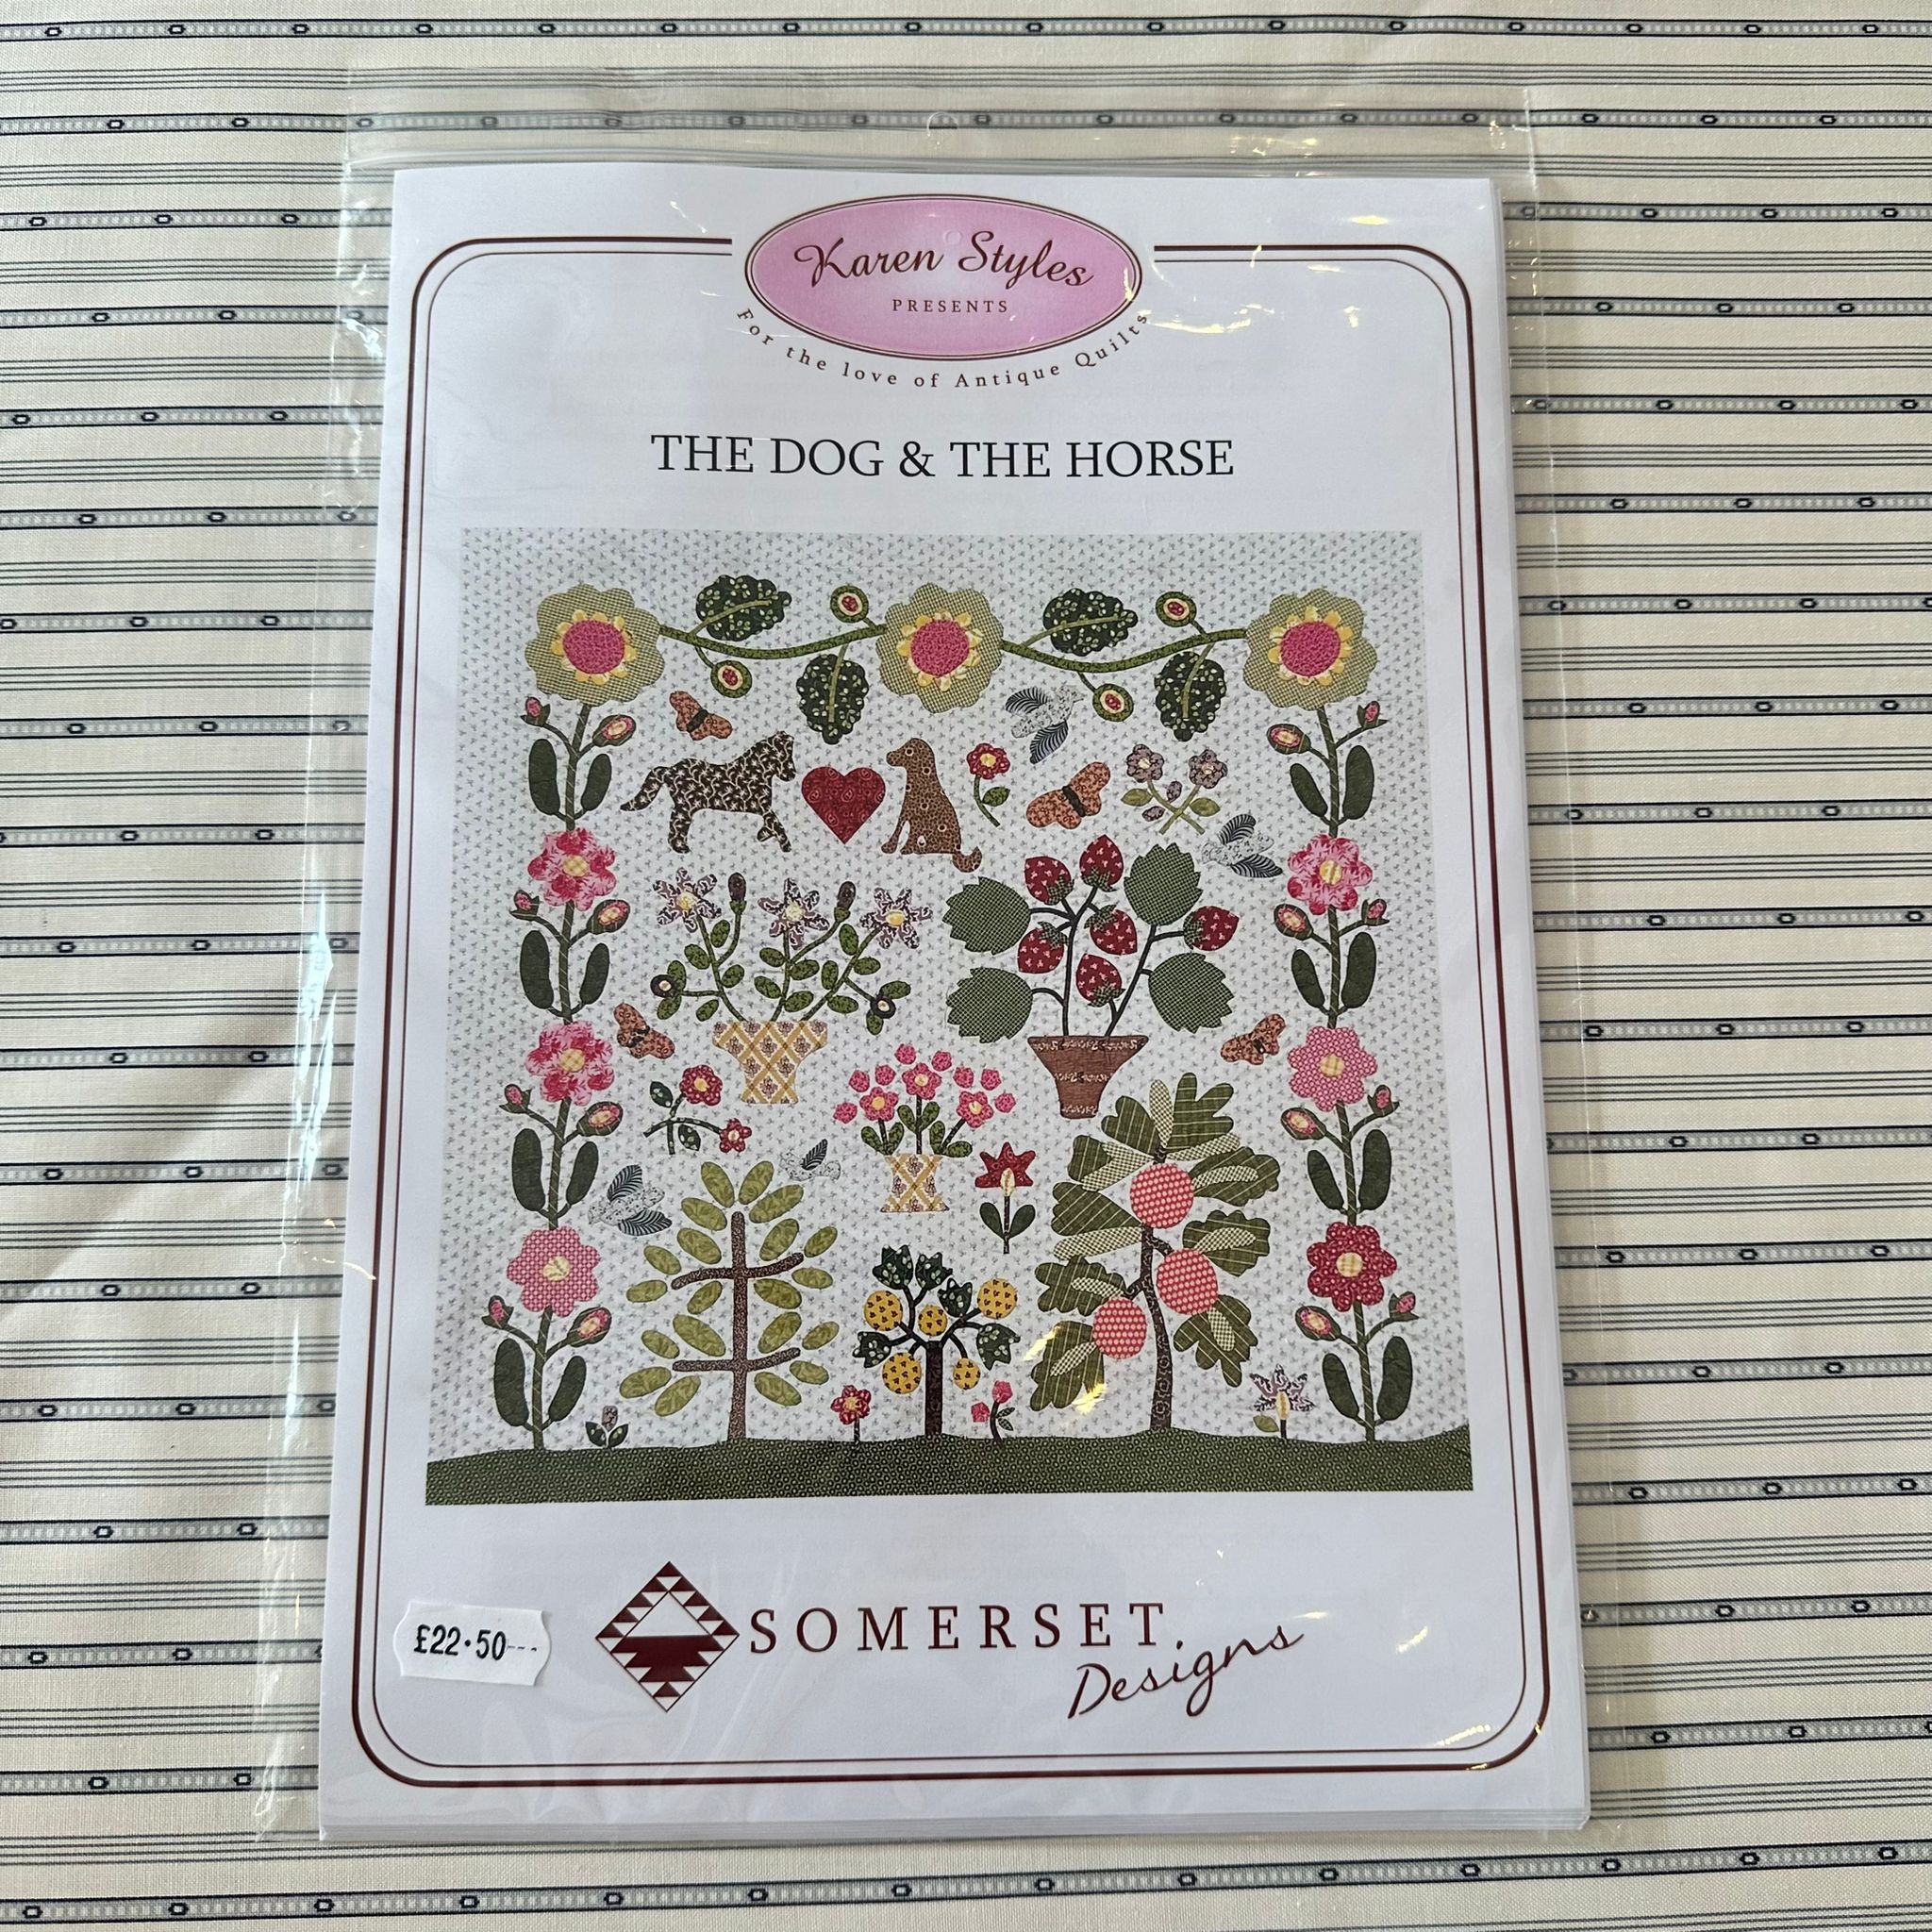 Karen Styles
PRESENTS
For the love of Antique Quilts
THE DOG & THE HORSE
£22.50---
SOMERSET.
Designs